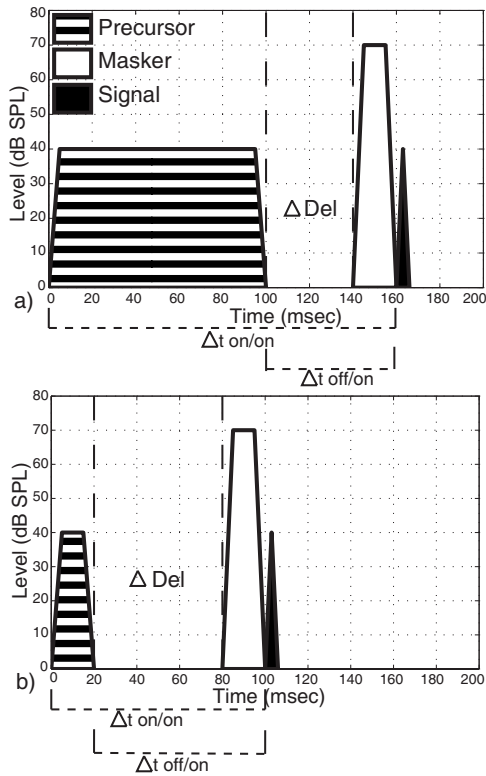 80
70
60
50
40
30
20
10
0
Level (dB SPL)
Precursor
Masker
Signal
Δ Del
a)
0 20 40 60 80 100 120 140 160 180 200
Time (msec)
Δt on/on
Δt off/on
80
70
60
50
40
30
20
10
0
Level (dB SPL)
Δ Del
b)
0 20 40 60 80 100 120 140 160 180 200
Time (msec)
Δt on/on
Δt off/on